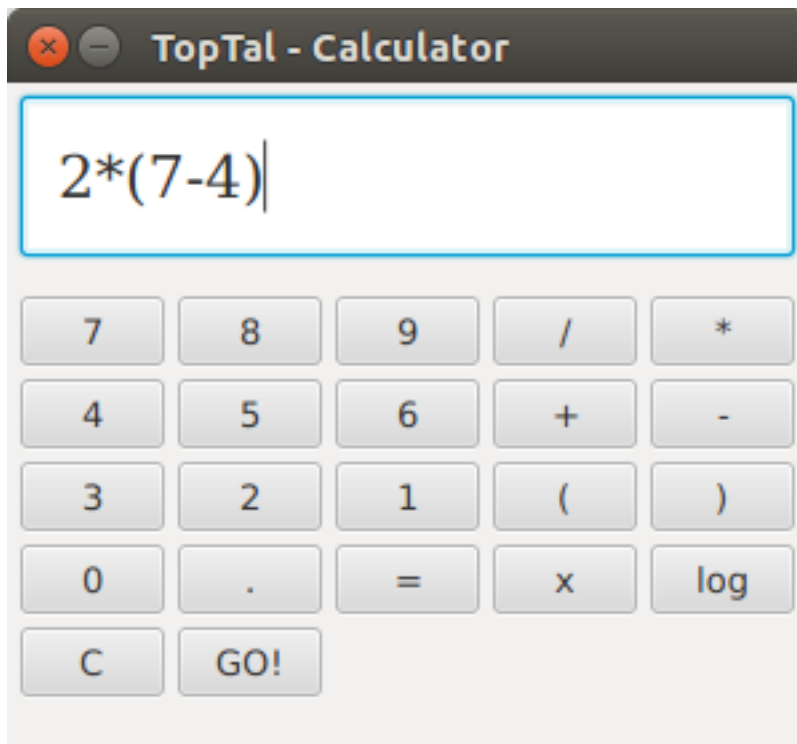 TopTal - Calculator
2*(7-4)
7 8 9 / *
4 5 6 + -
3 2 1 ( )
0 . = x log
C GO!